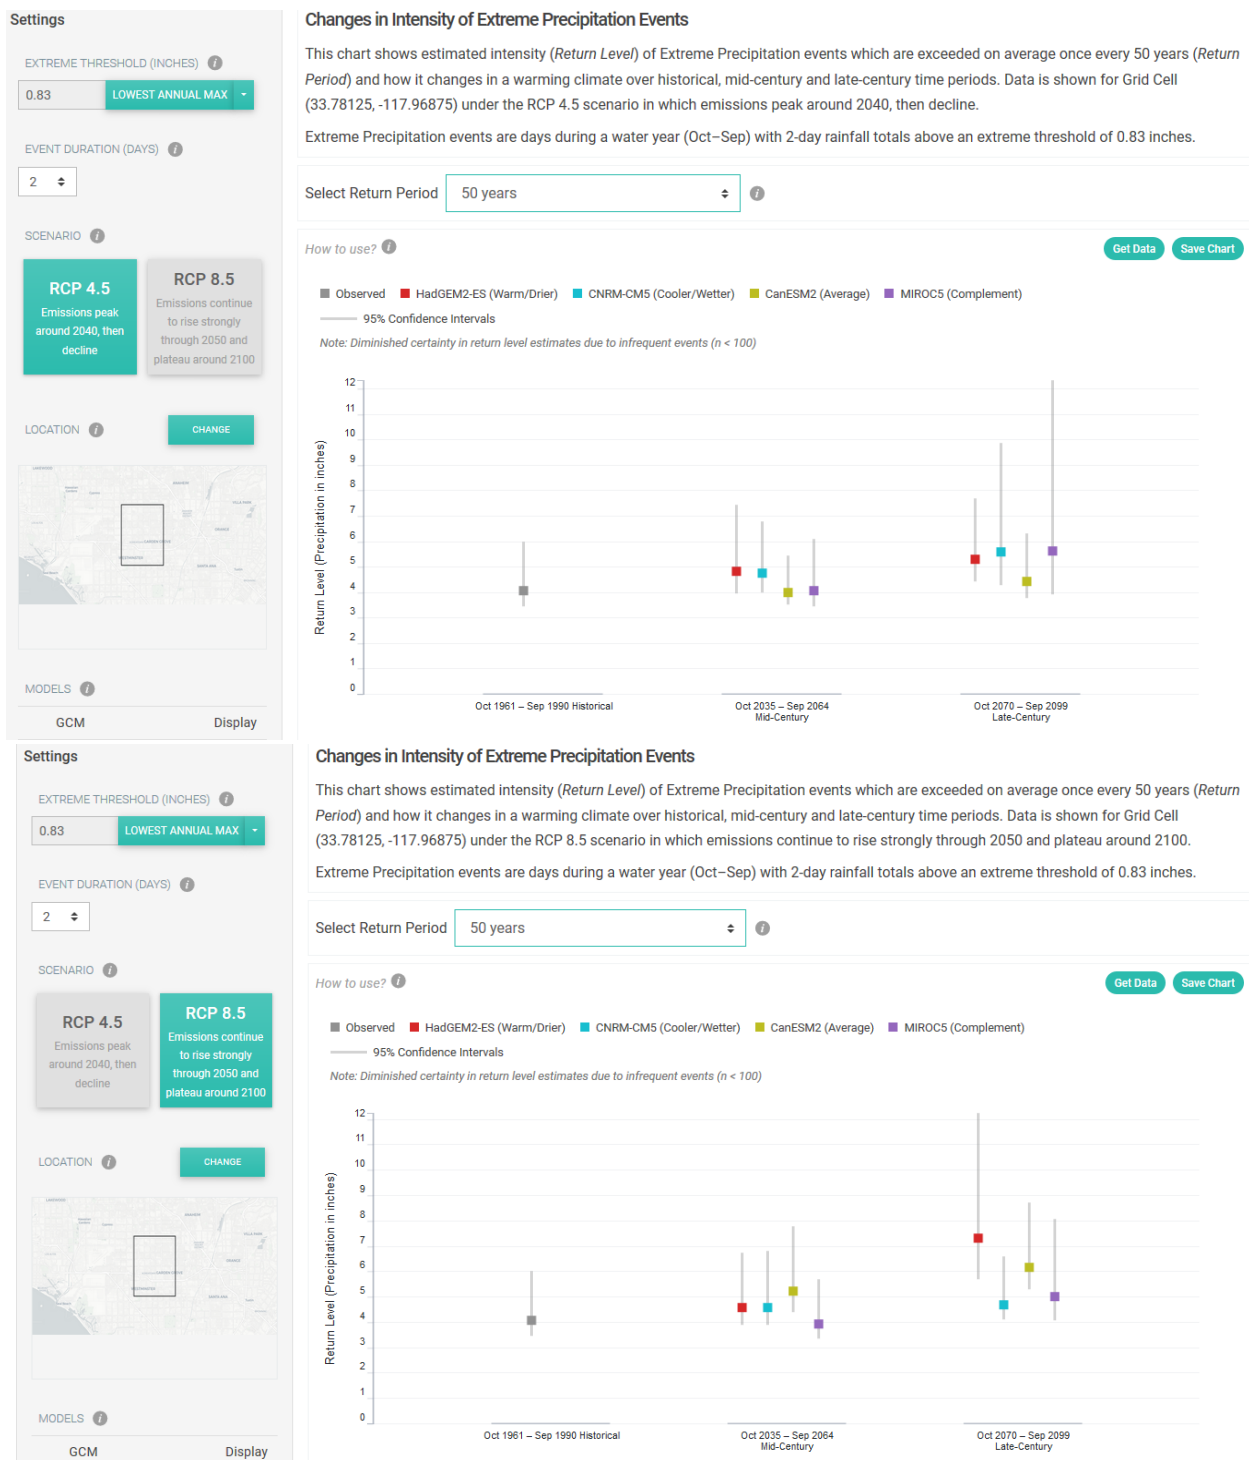 Settings
EXTREME THRESHOLD (INCHES) i
0.83 LOWEST ANNUAL MAX
EVENT DURATION (DAYS) i
2
SCENARIO i
RCP 4.5
Emissions peak
around 2040, then
decline
RCP 8.5
Emissions continue
to rise strongly
through 2050 and
plateau around 2100
LOCATION i CHANGE
MODELS i
GCM Display
Changes in Intensity of Extreme Precipitation Events
This chart shows estimated intensity (Return Level) of Extreme Precipitation events which are exceeded on average once every 50 years (Return
Period) and how it changes in a warming climate over historical, mid-century and late-century time periods. Data is shown for Grid Cell
(33.78125, -117.96875) under the RCP 4.5 scenario in which emissions peak around 2040, then decline.
Extreme Precipitation events are days during a water year (Oct–Sep) with 2-day rainfall totals above an extreme threshold of 0.83 inches.
Select Return Period 50 years i
How to use? i Get Data Save Chart
Observed HadGEM2-ES (Warm/Drier) CNRM-CM5 (Cooler/Wetter) CanESM2 (Average) MIROC5 (Complement)
95% Confidence Intervals
Note: Diminished certainty in return level estimates due to infrequent events (n < 100)
Return Level (Precipitation in inches)
12
11
10
9
8
7
6
5
4
3
2
1
0
Oct 1961 – Sep 1990 Historical
Oct 2035 – Sep 2064
Mid-Century
Oct 2070 – Sep 2099
Late-Century
Settings
EXTREME THRESHOLD (INCHES) i
0.83 LOWEST ANNUAL MAX
EVENT DURATION (DAYS) i
2
SCENARIO i
RCP 4.5
Emissions peak
around 2040, then
decline
RCP 8.5
Emissions continue
to rise strongly
through 2050 and
plateau around 2100
LOCATION i CHANGE
MODELS i
GCM Display
Changes in Intensity of Extreme Precipitation Events
This chart shows estimated intensity (Return Level) of Extreme Precipitation events which are exceeded on average once every 50 years (Return
Period) and how it changes in a warming climate over historical, mid-century and late-century time periods. Data is shown for Grid Cell
(33.78125, -117.96875) under the RCP 8.5 scenario in which emissions continue to rise strongly through 2050 and plateau around 2100.
Extreme Precipitation events are days during a water year (Oct–Sep) with 2-day rainfall totals above an extreme threshold of 0.83 inches.
Select Return Period 50 years i
How to use? i Get Data Save Chart
Observed HadGEM2-ES (Warm/Drier) CNRM-CM5 (Cooler/Wetter) CanESM2 (Average) MIROC5 (Complement)
95% Confidence Intervals
Note: Diminished certainty in return level estimates due to infrequent events (n < 100)
Return Level (Precipitation in inches)
12
11
10
9
8
7
6
5
4
3
2
1
0
Oct 1961 – Sep 1990 Historical
Oct 2035 – Sep 2064
Mid-Century
Oct 2070 – Sep 2099
Late-Century